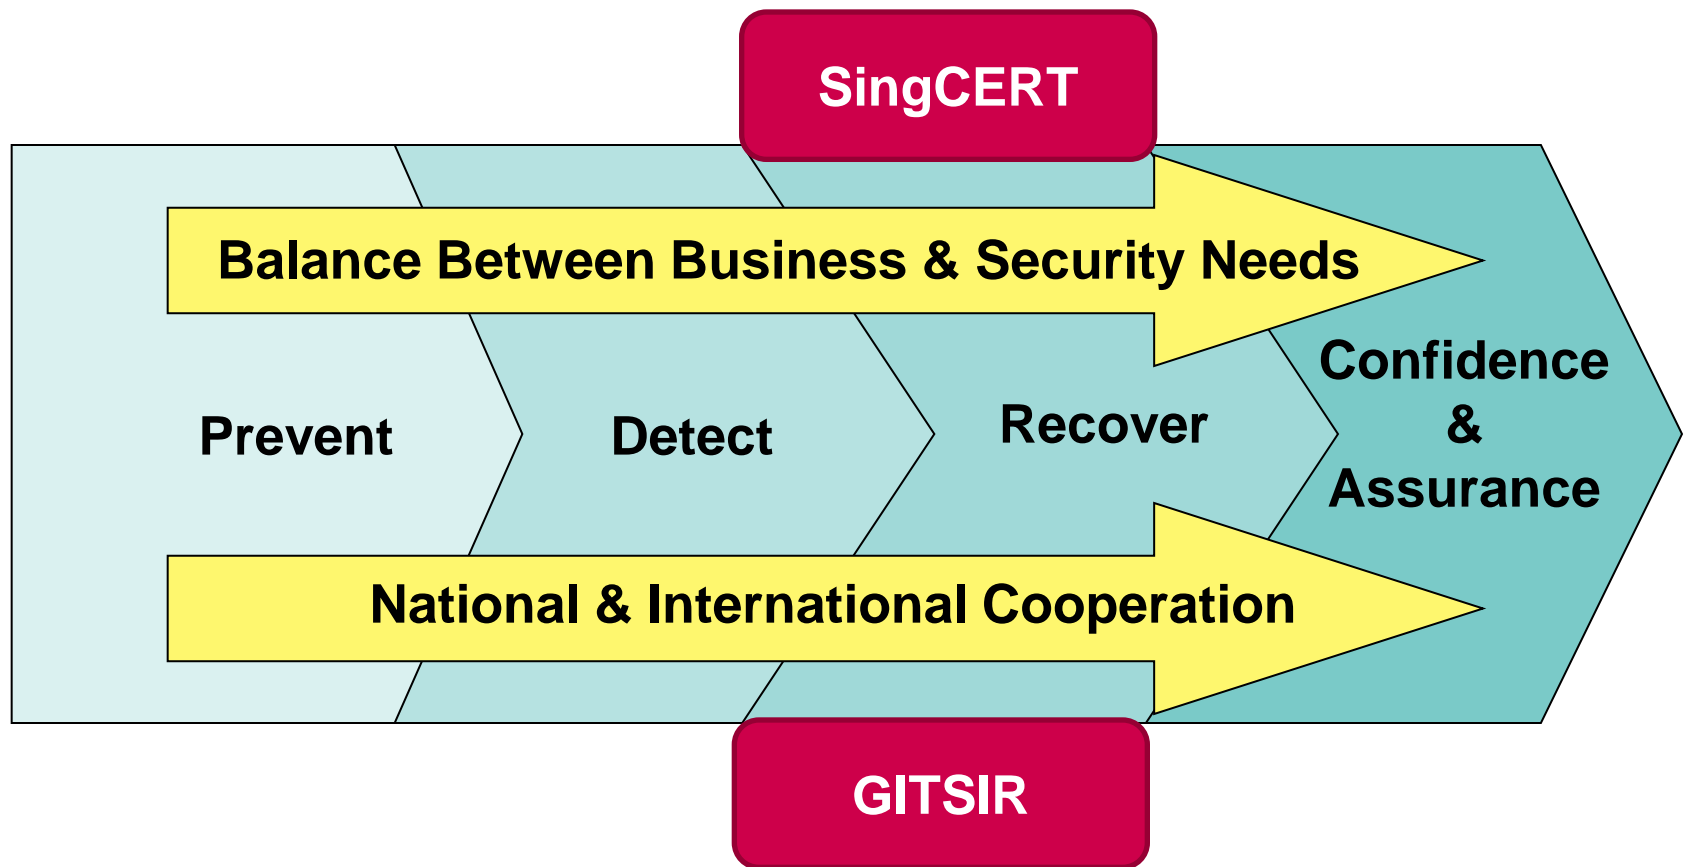 SingCERT
Balance Between Business & Security Needs
Prevent
Detect
Recover
Confidence
&
Assurance
National & International Cooperation
GITSIR